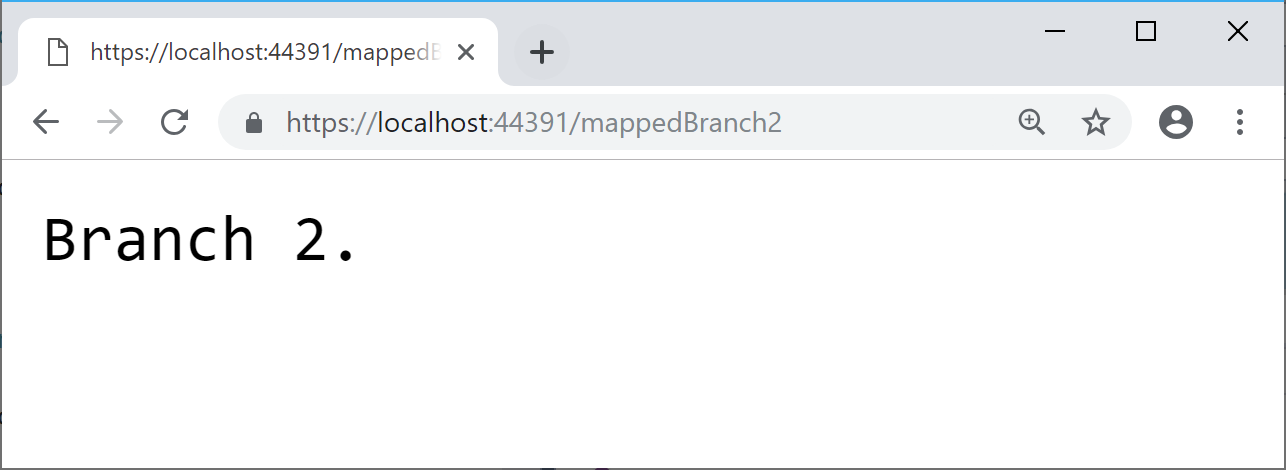 https://localhost:44391/mappedB
https://localhost:44391/mappedBranch2
Branch 2.